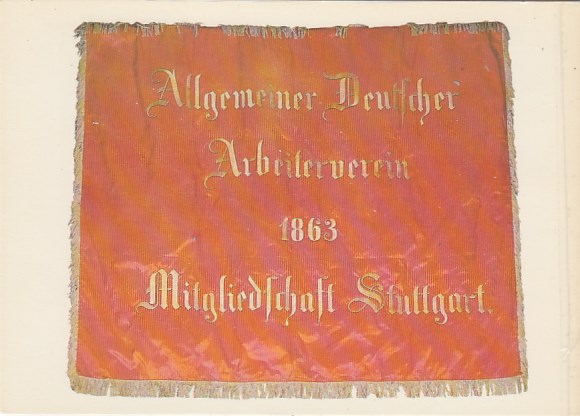 Allgemeiner Deutſcher
Arbeiterverein
1863
Mitgliedſchaft Stuttgart.